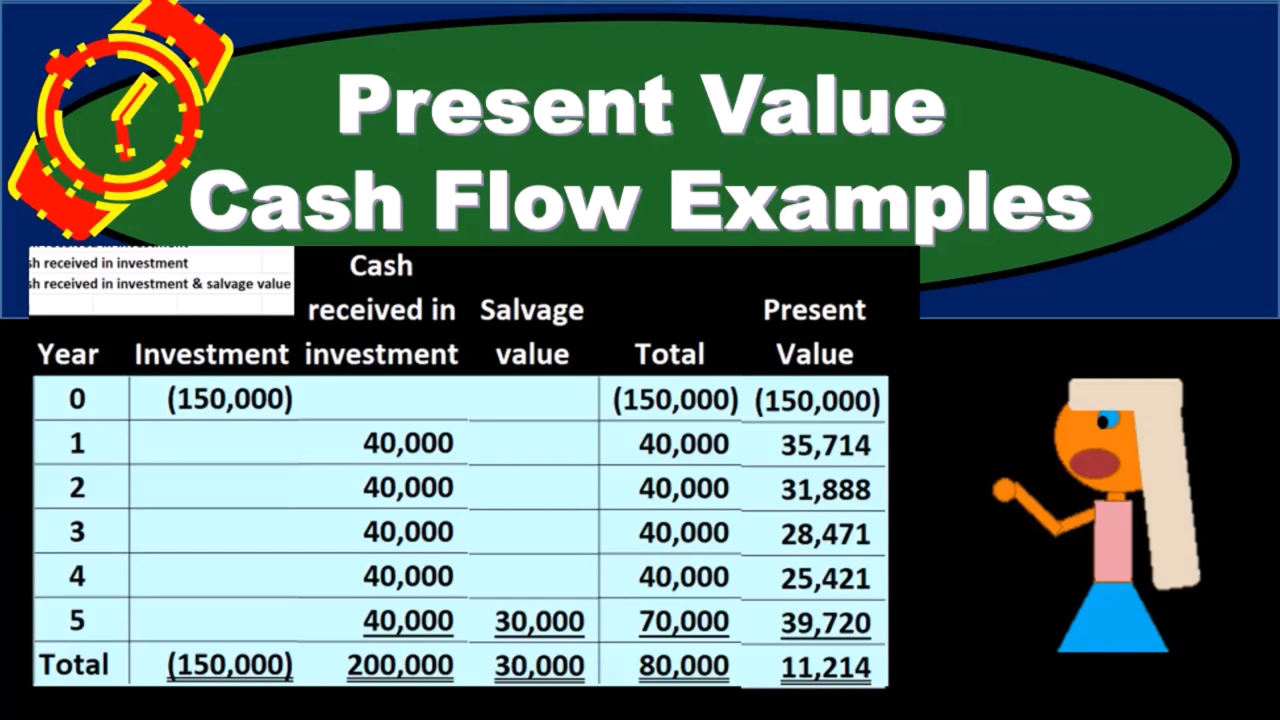 Present Value
Cash Flow Examples
sh received in investment
sh received in investment & salvage value
Cash
received in Salvage Present
Year Investment investment value Total Value
0 (150,000) (150,000) (150,000)
1 40,000 40,000 35,714
2 40,000 40,000 31,888
3 40,000 40,000 28,471
4 40,000 40,000 25,421
5 40,000 30,000 70,000 39,720
Total (150,000) 200,000 30,000 80,000 11,214